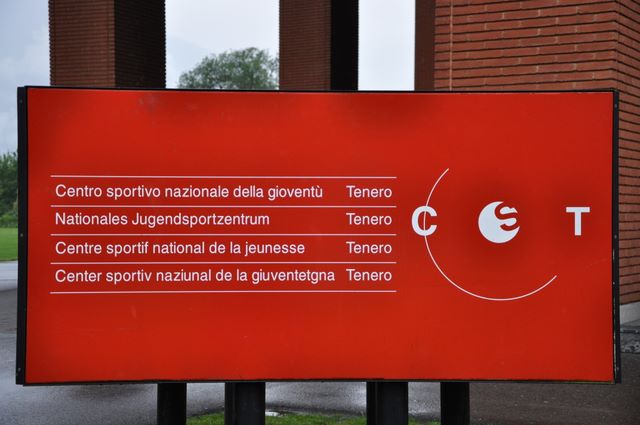 Centro sportivo nazionale della gioventù Tenero
Nationales Jugendsportzentrum Tenero
Centre sportif national de la jeunesse Tenero
Center sportiv naziunal de la giuventetgna Tenero
C S T